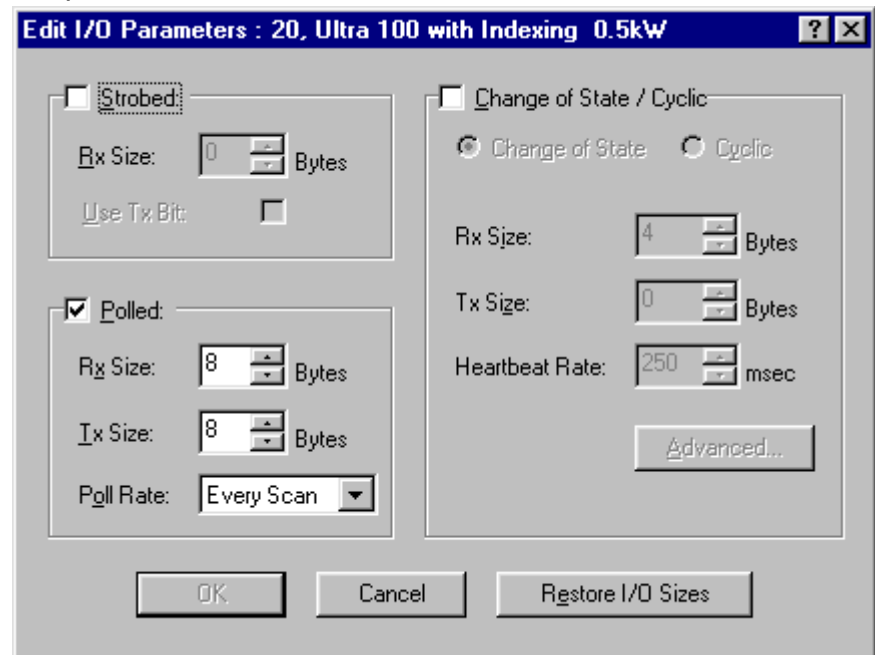 Edit I/O Parameters : 20, Ultra 100 with Indexing 0.5kW
Strobed:
Rx Size: 0 Bytes
Use Tx Bit:
Polled:
Rx Size: 8 Bytes
Tx Size: 8 Bytes
Poll Rate: Every Scan
Change of State / Cyclic
Change of State Cyclic
Rx Size: 4 Bytes
Tx Size: 0 Bytes
Heartbeat Rate: 250 msec
Advanced...
OK Cancel Restore I/O Sizes